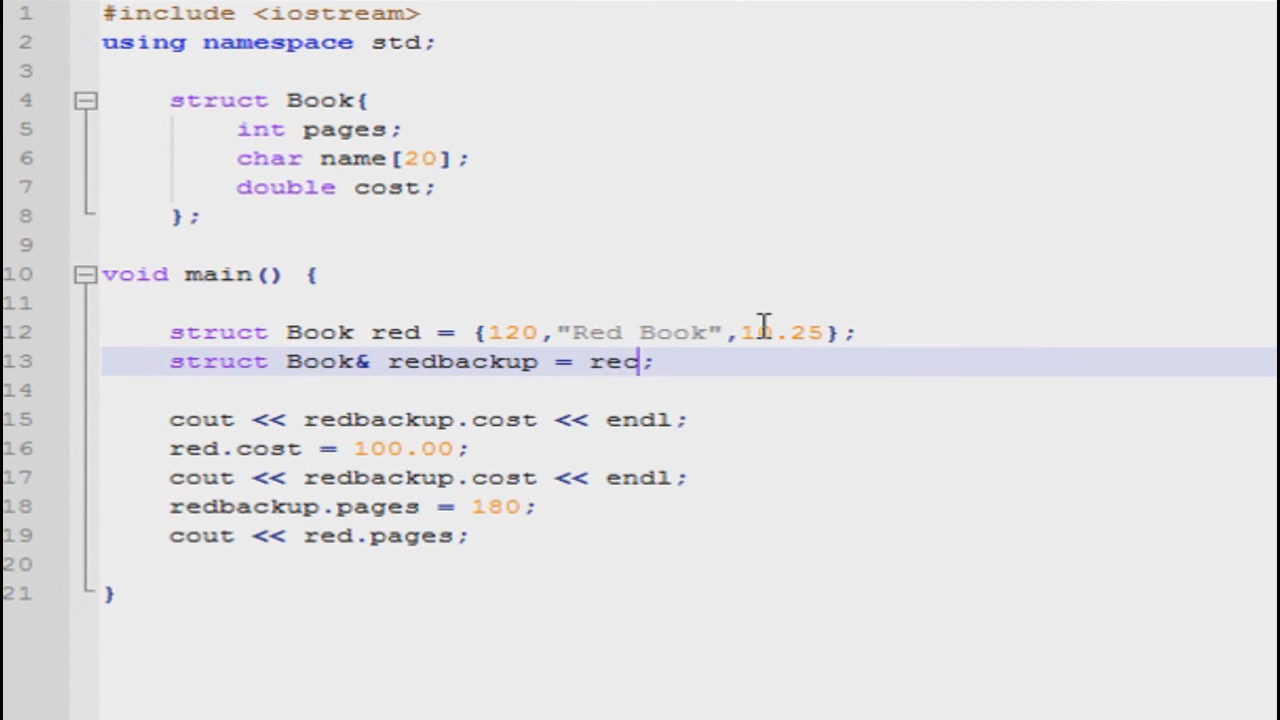 1 #include <iostream>
2 using namespace std;
3
4 struct Book{
5 int pages;
6 char name[20];
7 double cost;
8 };
9
10 void main() {
11
12 struct Book red = {120,"Red Book",10.25};
13 struct Book& redbackup = red;
14
15 cout << redbackup.cost << endl;
16 red.cost = 100.00;
17 cout << redbackup.cost << endl;
18 redbackup.pages = 180;
19 cout << red.pages;
20
21 }